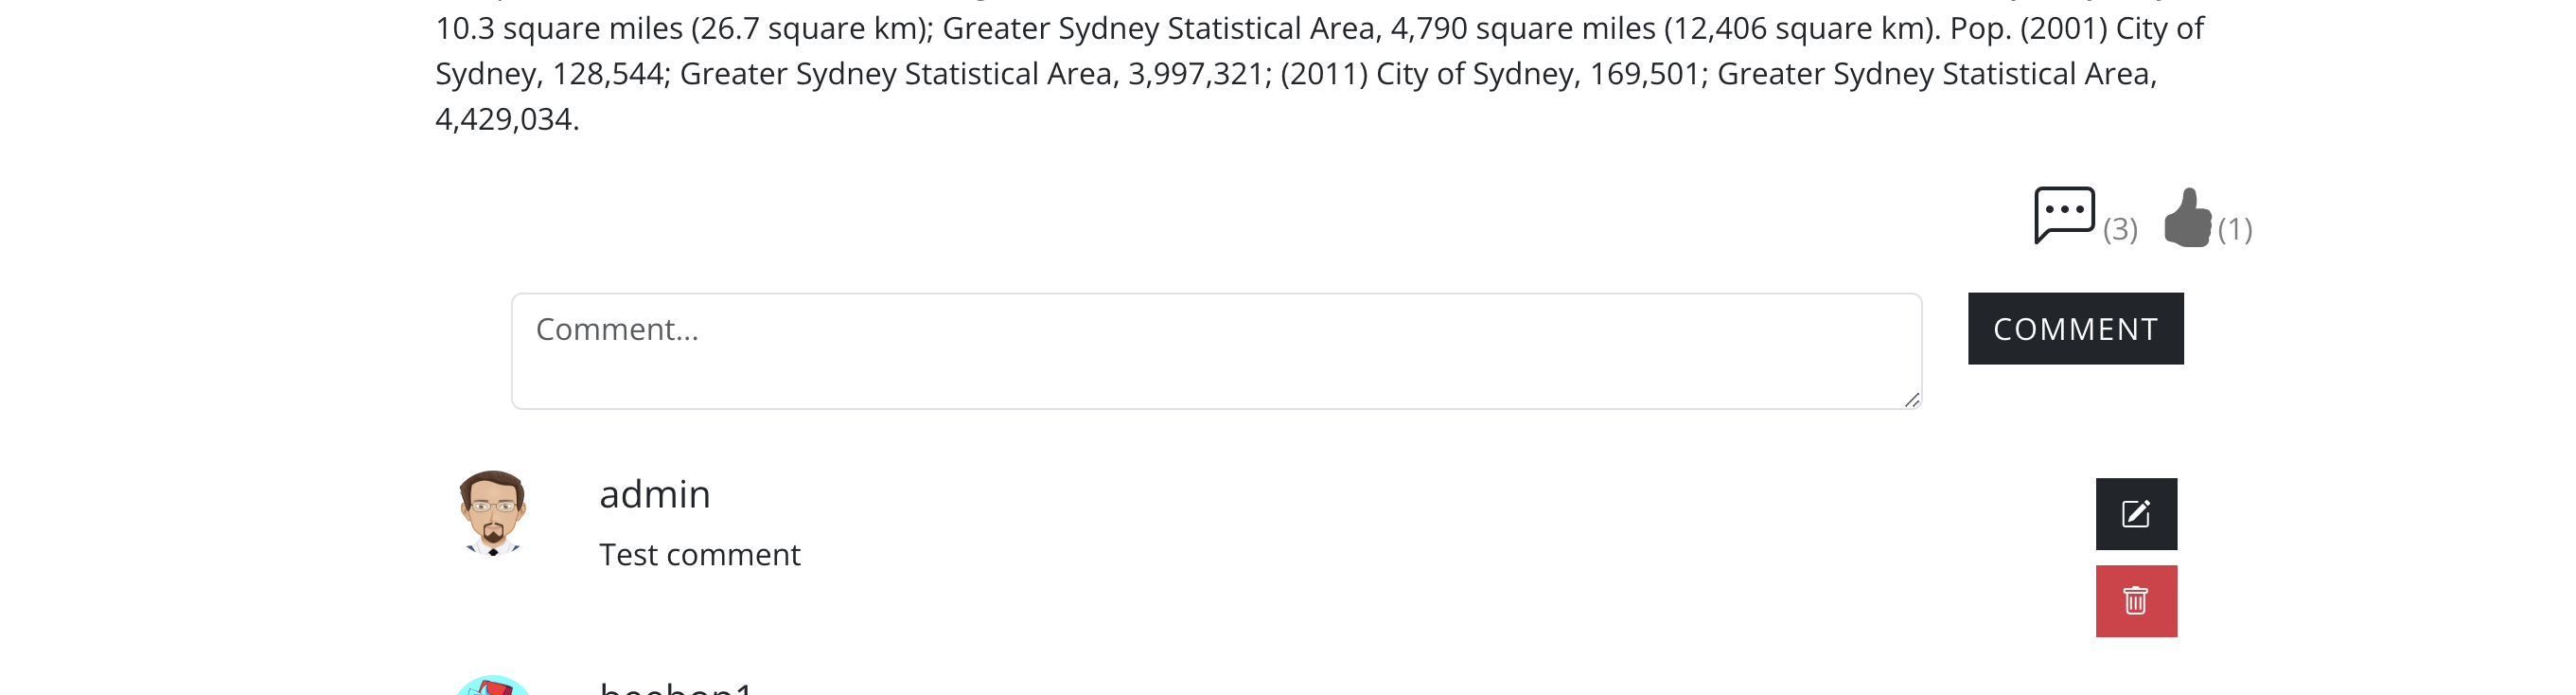 10.3 square miles (26.7 square km); Greater Sydney Statistical Area, 4,790 square miles (12,406 square km). Pop. (2001) City of
Sydney, 128,544; Greater Sydney Statistical Area, 3,997,321; (2011) City of Sydney, 169,501; Greater Sydney Statistical Area,
4,429,034.
(3) (1)
Comment...
COMMENT
admin
Test comment